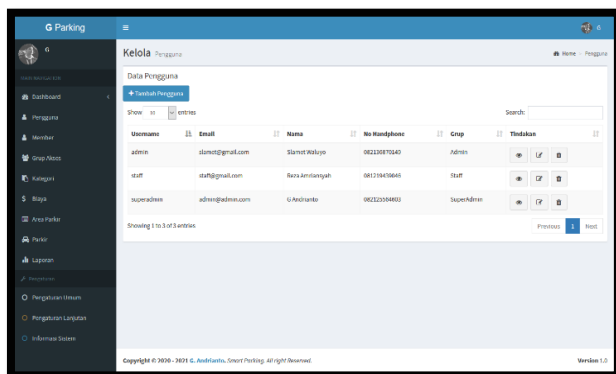 G Parking
G
G
MAIN NAVIGATION
Dashboard
Pengguna
Member
Grup Akses
Kategori
Biaya
Area Parkir
Parkir
Laporan
Pengaturan
Pengaturan Umum
Pengaturan Lanjutan
Informasi Sistem
Kelola Pengguna
Home Pengguna
Data Pengguna
+ Tambah Pengguna
Show 10 entries
Search:
Username Email Nama No Handphone Grup Tindakan
admin slamet@gmail.com Slamet Waluyo Admin
staff staff@gmail.com Staff
superadmin admin@admin.com G Andrianto SuperAdmin
Showing 1 to 3 of 3 entries
Previous 1 Next
Copyright © 2020 - 2021 G. Andrianto. Smart Parking. All right Reserved.
Version 1.0